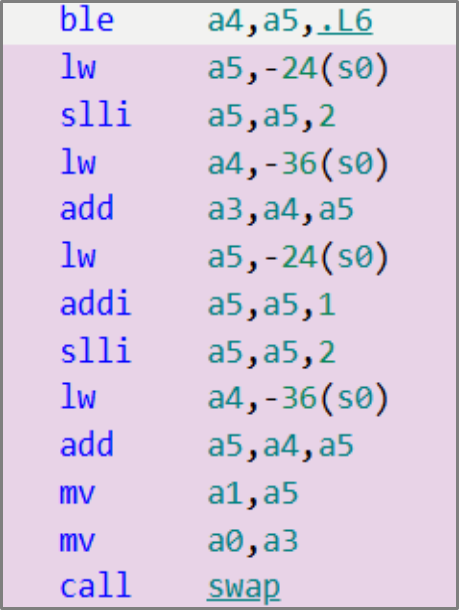 ble a4,a5,.L6
lw a5,-24(s0)
slli a5,a5,2
lw a4,-36(s0)
add a3,a4,a5
lw a5,-24(s0)
addi a5,a5,1
slli a5,a5,2
lw a4,-36(s0)
add a5,a4,a5
mv a1,a5
mv a0,a3
call swap